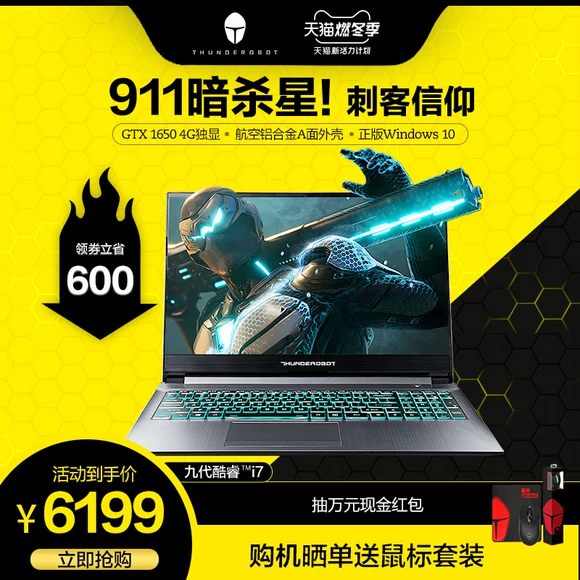 THUNDEROBOT
天猫燃冬季
天猫新活力计划
911暗杀星! 刺客信仰
GTX 1650 4G独显 • 航空铝合金A面外壳 • 正版Windows 10
领券立省
600
THUNDEROBOT
九代酷睿™i7
活动到手价
¥6199
立即抢购
抽万元现金红包
购机晒单送鼠标套装